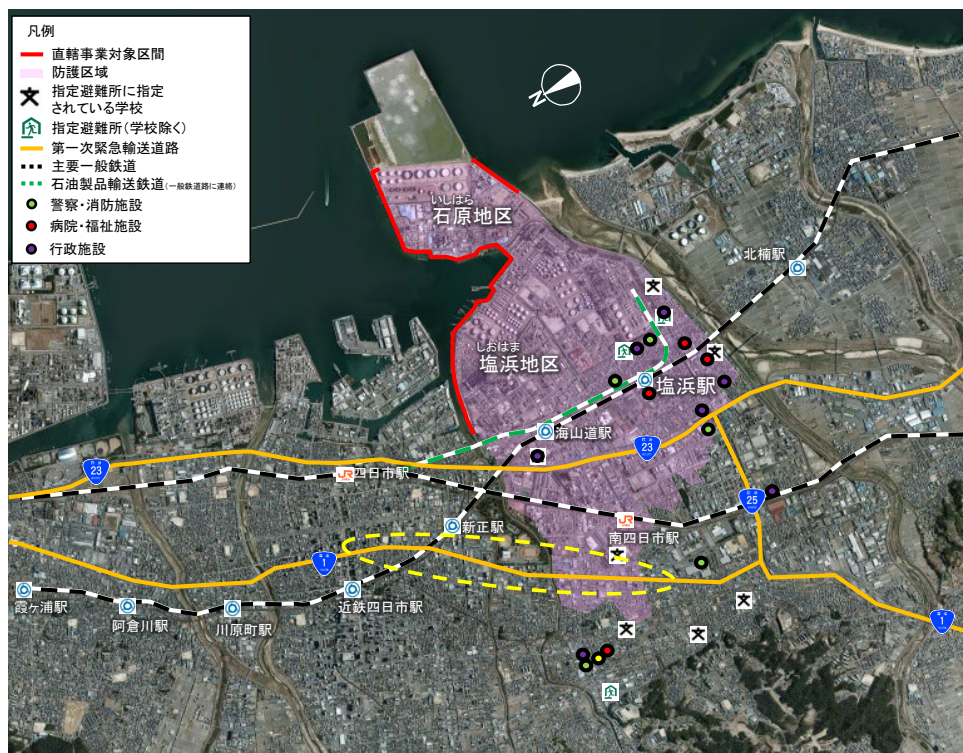 凡例
直轄事業対象区間
防護区域
指定避難所に指定
されている学校
指定避難所(学校除く)
第一次緊急輸送道路
主要一般鉄道
石油製品輸送鉄道(一般鉄道路に連絡)
警察・消防施設
病院・福祉施設
行政施設
N
いしはら
石原地区
北楠駅
しおはま
塩浜地区
塩浜駅
海山道駅
23
23
JR
四日市駅
25
新正駅
JR
南四日市駅
1
霞ヶ浦駅
阿倉川駅
川原町駅
近鉄四日市駅
1